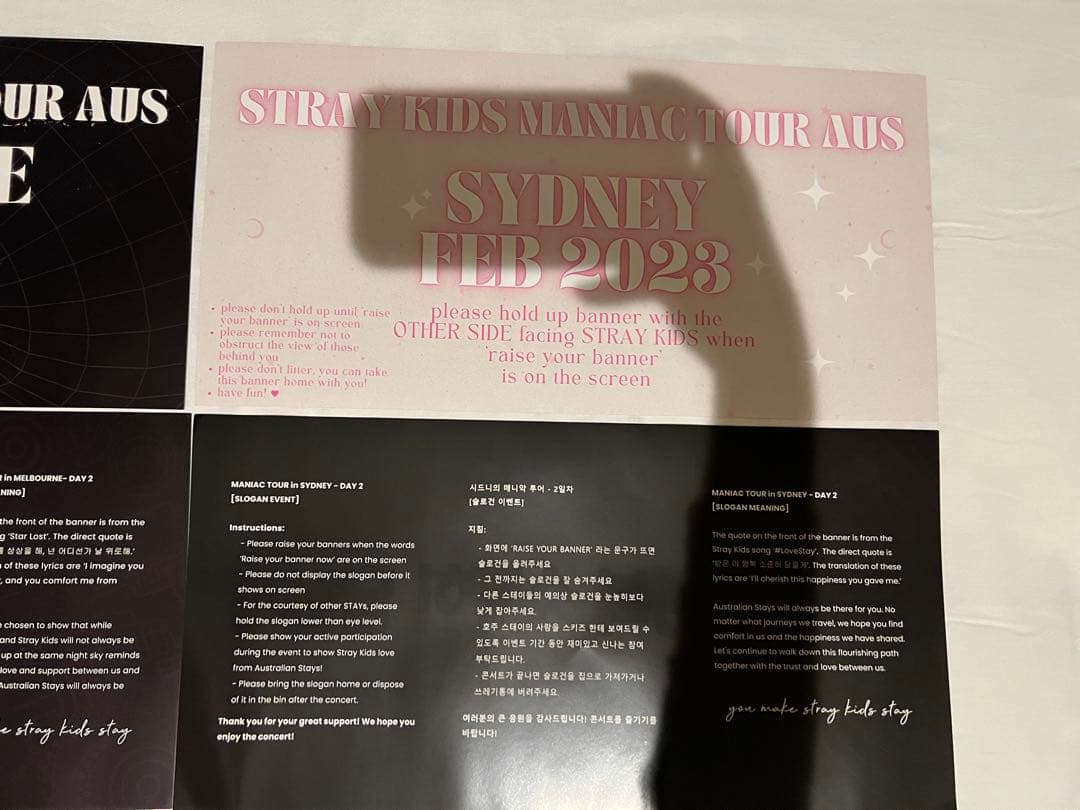 OUR AUS
E
STRAY KIDS MANIAC TOUR AUS
SYDNEY
FEB 2023
• please don't hold up until 'raise
your banner' is on screen
• please remember not to
obstruct the view of those
behind you
• please don't litter, you can take
this banner home with you!
• have fun! ♥
please hold up banner with the
OTHER SIDE facing STRAY KIDS when
'raise your banner'
is on the screen
in MELBOURNE- DAY 2
NING]
the front of the banner is from the
g 'Star Lost'. The direct quote is
상상을 해, 넌 어디선가 날 위로해.'
of these lyrics are 'I imagine you
, and you comfort me from
e chosen to show that while
and Stray Kids will not always be
up at the same night sky reminds
love and support between us and
Australian Stays will always be
e stray kids stay
MANIAC TOUR in SYDNEY - DAY 2
[SLOGAN EVENT]
Instructions:
- Please raise your banners when the words
'Raise your banner now' are on the screen
- Please do not display the slogan before it
shows on screen
- For the courtesy of other STAYs, please
hold the slogan lower than eye level.
- Please show your active participation
during the event to show Stray Kids love
from Australian Stays!
- Please bring the slogan home or dispose
of it in the bin after the concert.
Thank you for your great support! We hope you
enjoy the concert!
시드니의 매니악 투어 - 2일차
[슬로건 이벤트]
지침:
- 화면에 'RAISE YOUR BANNER' 라는 문구가 뜨면
슬로건을 올려주세요
- 그 전까지는 슬로건을 잘 숨겨주세요
- 다른 스테이들의 예의상 슬로건을 눈높이보다
낮게 잡아주세요.
- 호주 스테이의 사랑을 스키즈 한테 보여드릴 수
있도록 이벤트 기간 동안 재미있고 신나는 참여
부탁드립니다.
- 콘서트가 끝나면 슬로건을 집으로 가져가거나
쓰레기통에 버려주세요.
여러분의 큰 응원을 감사드립니다! 콘서트를 즐기기를
바랍니다!
MANIAC TOUR in SYDNEY - DAY 2
[SLOGAN MEANING]
The quote on the front of the banner is from the
Stray Kids song '#LoveStay'. The direct quote is
'받은 이 행복 소중히 담을게'. The translation of these
lyrics are 'I'll cherish this happiness you gave me.'
Australian Stays will always be there for you. No
matter what journeys we travel, we hope you find
comfort in us and the happiness we have shared.
Let's continue to walk down this flourishing path
together with the trust and love between us.
you make stray kids stay